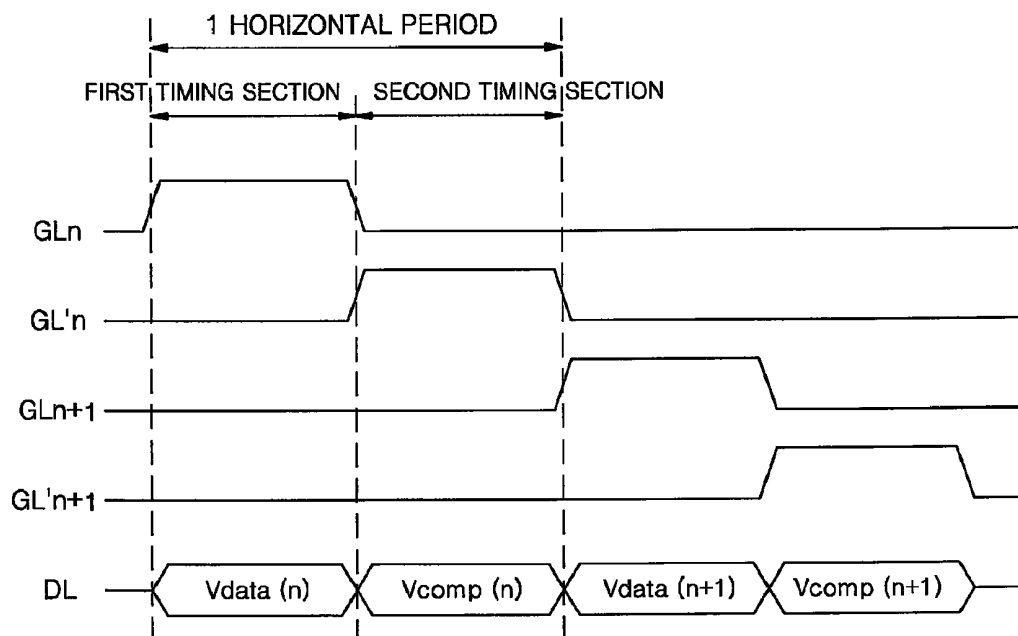 1 HORIZONTAL PERIOD
FIRST TIMING SECTION
SECOND TIMING SECTION
GLn
GL'n
GLn+1
GL'n+1
DL
Vdata (n)
Vcomp (n)
Vdata (n+1)
Vcomp (n+1)